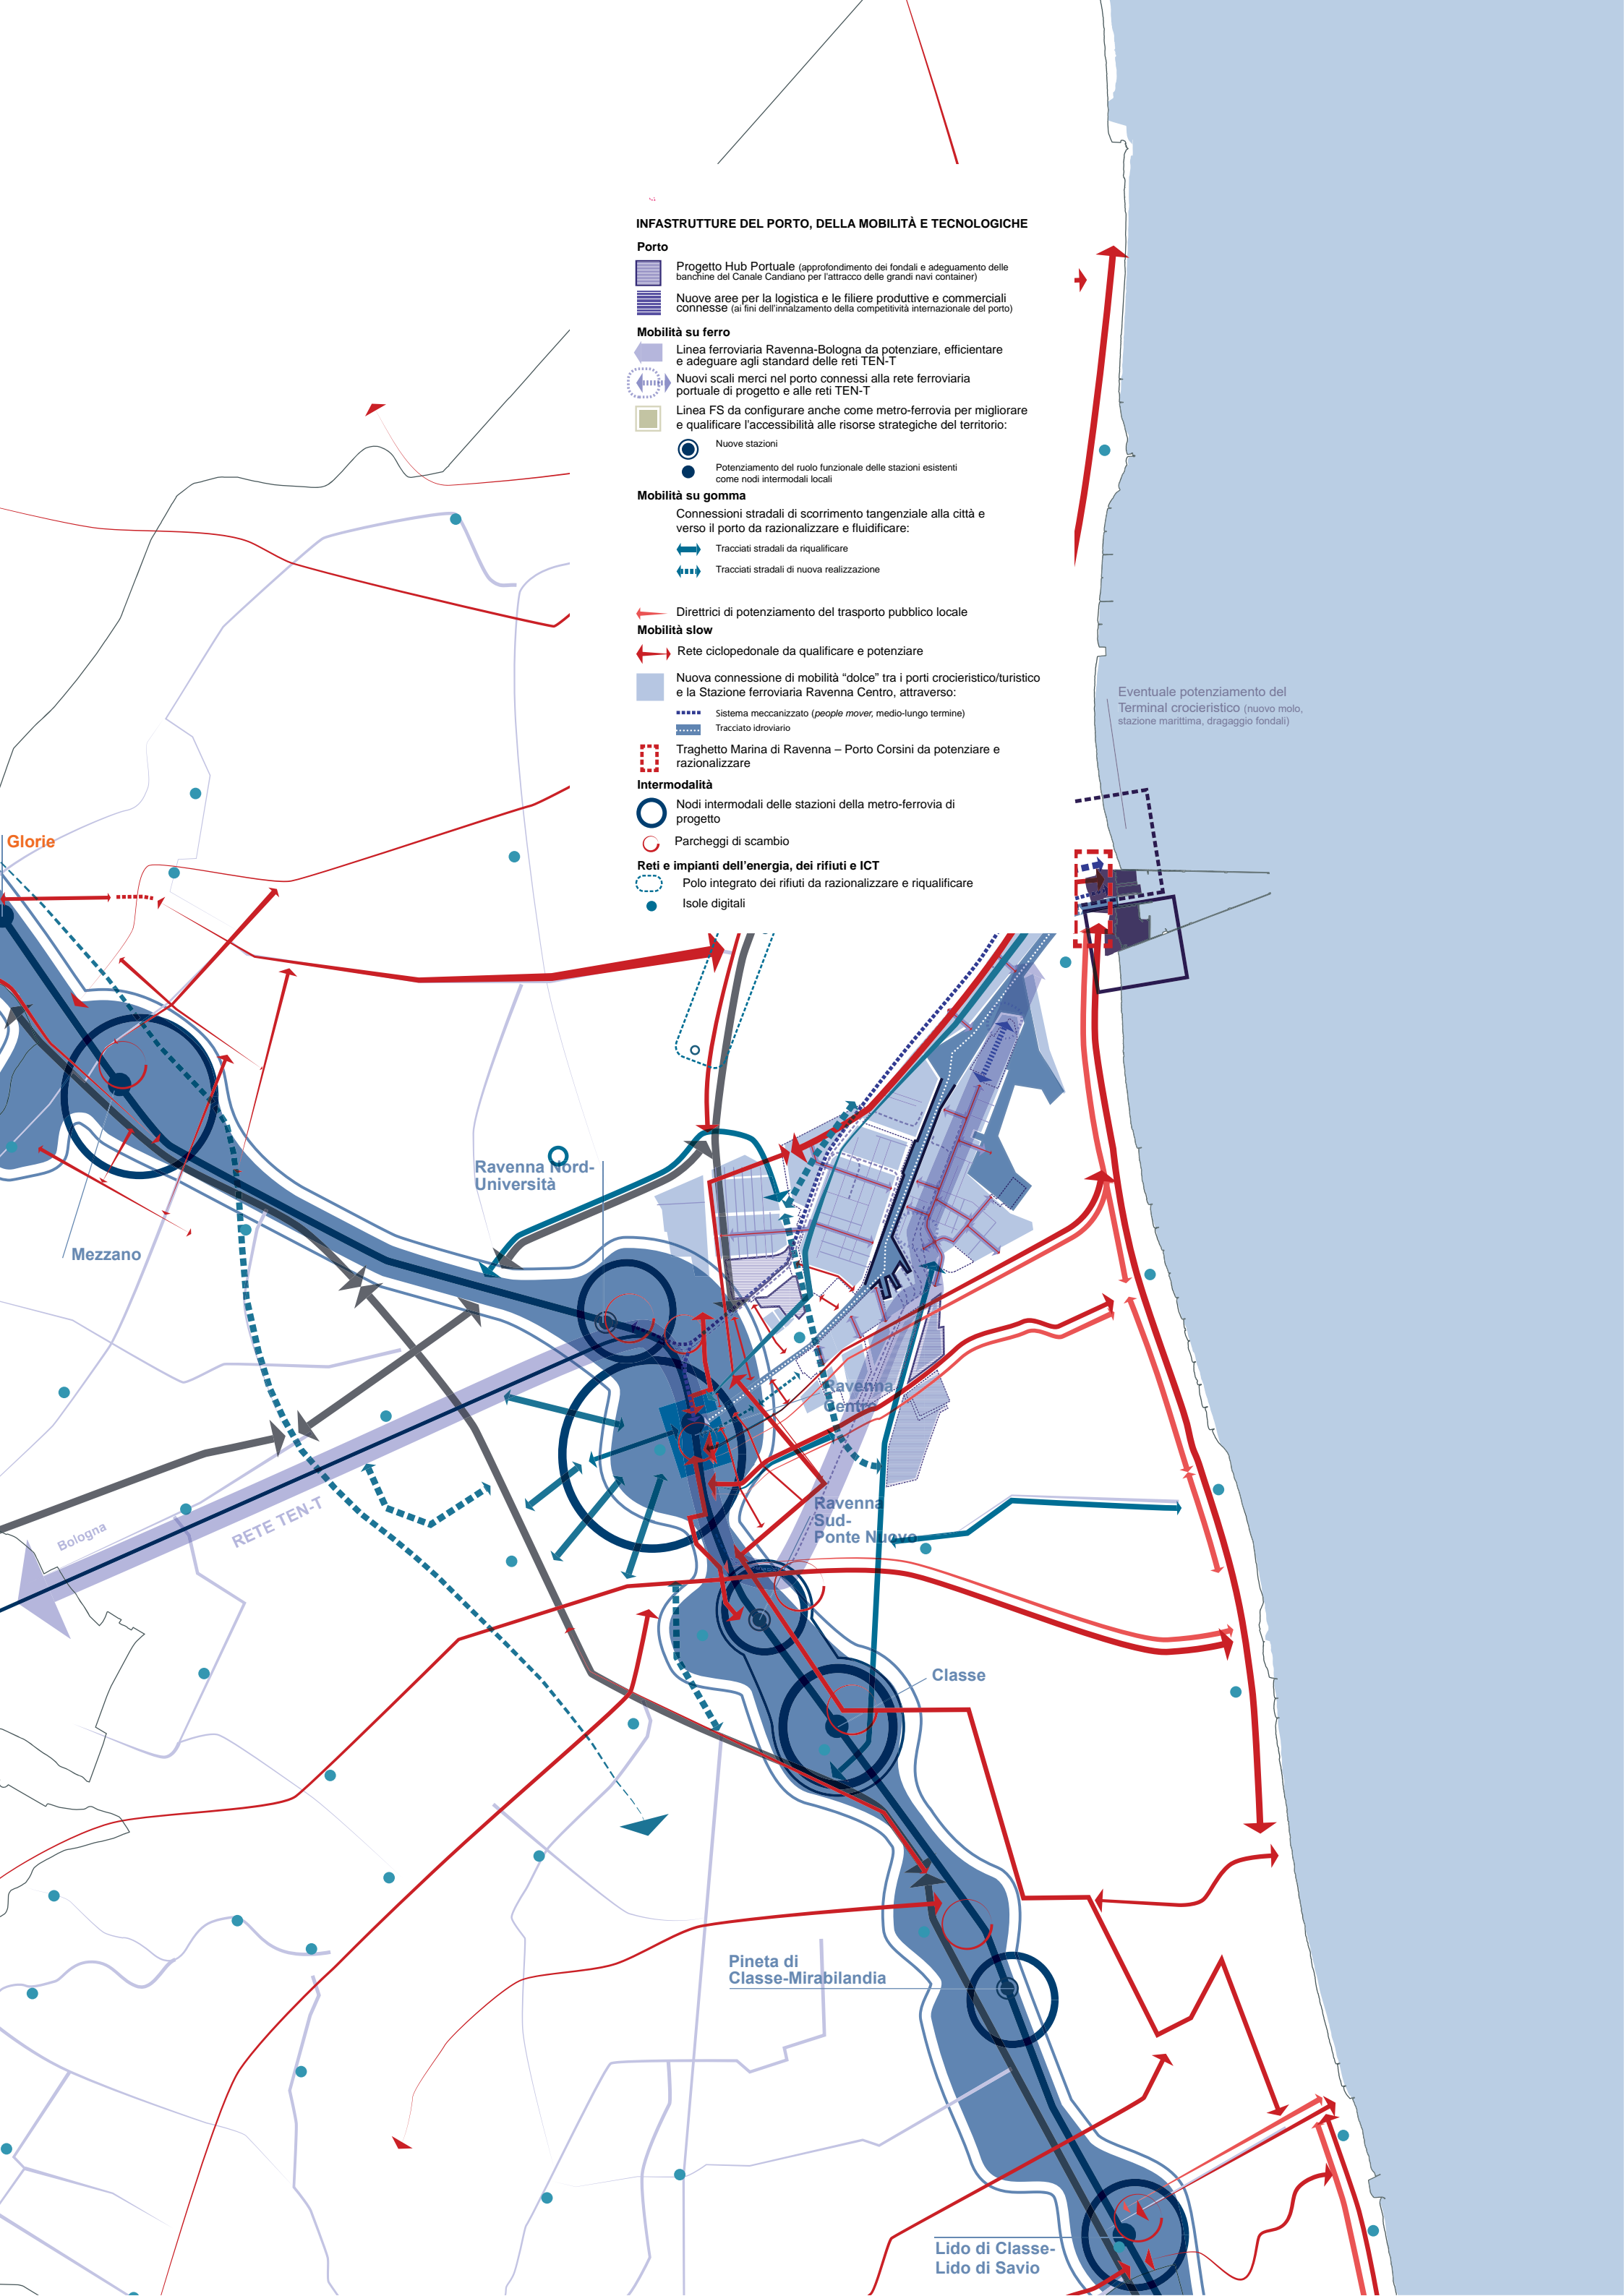 INFASTRUTTURE DEL PORTO, DELLA MOBILITÀ E TECNOLOGICHE
Porto
Progetto Hub Portuale (approfondimento dei fondali e adeguamento delle
banchine del Canale Candiano per l'attracco delle grandi navi container)
Nuove aree per la logistica e le filiere produttive e commerciali
connesse (ai fini dell'innalzamento della competitività internazionale del porto)
Mobilità su ferro
Linea ferroviaria Ravenna-Bologna da potenziare, efficientare
e adeguare agli standard delle reti TEN-T
Nuovi scali merci nel porto connessi alla rete ferroviaria
portuale di progetto e alle reti TEN-T
Linea FS da configurare anche come metro-ferrovia per migliorare
e qualificare l'accessibilità alle risorse strategiche del territorio:
Nuove stazioni
Potenziamento del ruolo funzionale delle stazioni esistenti
come nodi intermodali locali
Mobilità su gomma
Connessioni stradali di scorrimento tangenziale alla città e
verso il porto da razionalizzare e fluidificare:
Tracciati stradali da riqualificare
Tracciati stradali di nuova realizzazione
Direttrici di potenziamento del trasporto pubblico locale
Mobilità slow
Rete ciclopedonale da qualificare e potenziare
Nuova connessione di mobilità “dolce” tra i porti crocieristico/turistico
e la Stazione ferroviaria Ravenna Centro, attraverso:
Sistema meccanizzato (people mover, medio-lungo termine)
Tracciato idroviario
Traghetto Marina di Ravenna – Porto Corsini da potenziare e
razionalizzare
Intermodalità
Nodi intermodali delle stazioni della metro-ferrovia di
progetto
Parcheggi di scambio
Reti e impianti dell'energia, dei rifiuti e ICT
Polo integrato dei rifiuti da razionalizzare e riqualificare
Isole digitali
Eventuale potenziamento del
Terminal crocieristico (nuovo molo,
stazione marittima, dragaggio fondali)
Glorie
Mezzano
Ravenna Nord-
Università
Ravenna
Centro
Bologna
RETE TEN-T
Ravenna
Sud-
Ponte Nuovo
Classe
Pineta di
Classe-Mirabilandia
Lido di Classe-
Lido di Savio